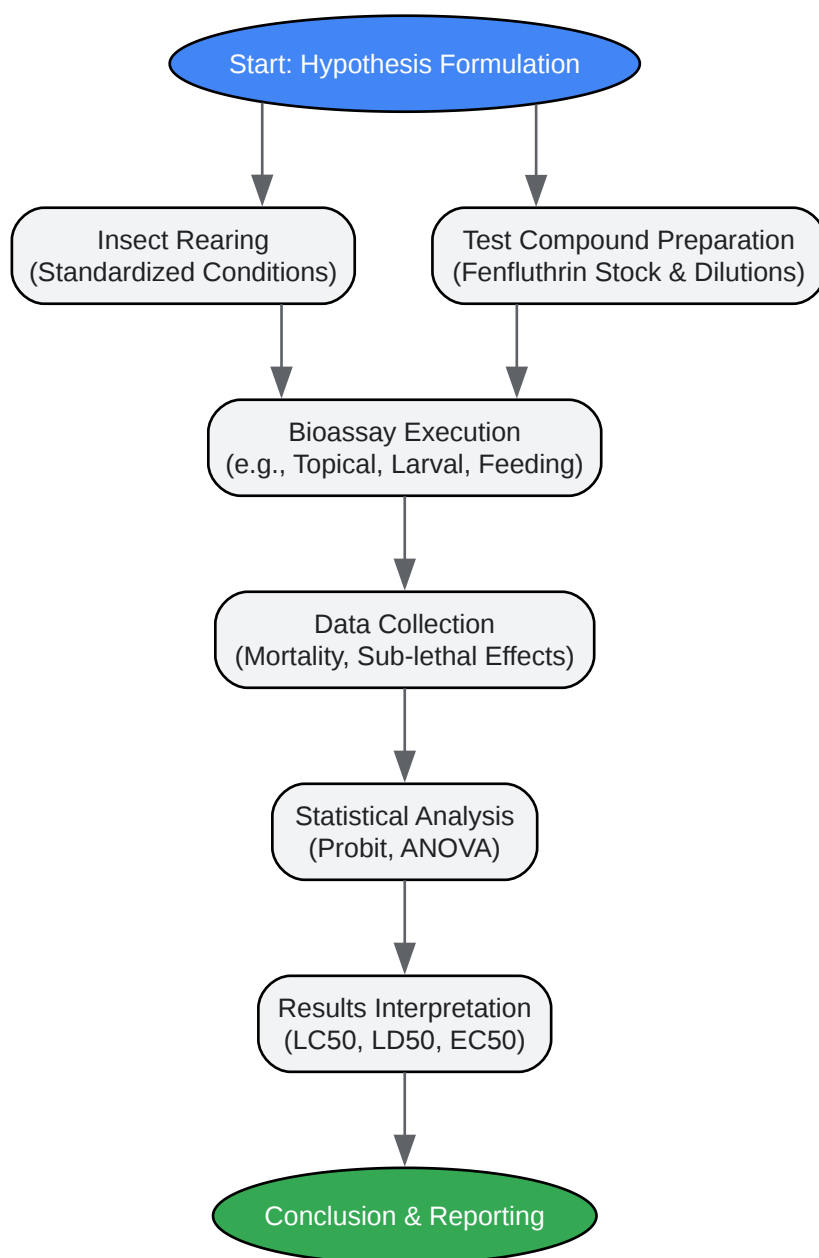 Start: Hypothesis Formulation
Insect Rearing
(Standardized Conditions)
Test Compound Preparation
(Fenfluthrin Stock & Dilutions)
Bioassay Execution
(e.g., Topical, Larval, Feeding)
Data Collection
(Mortality, Sub-lethal Effects)
Statistical Analysis
(Probit, ANOVA)
Results Interpretation
(LC50, LD50, EC50)
Conclusion & Reporting